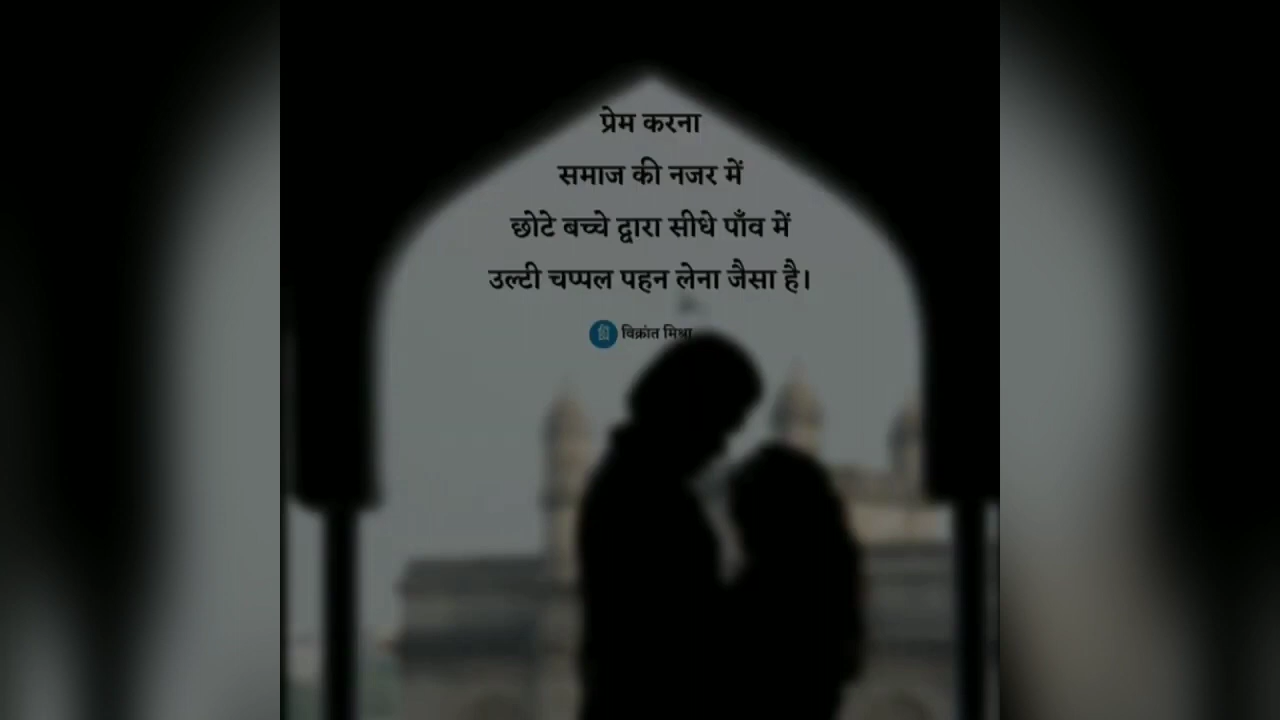 प्रेम करना
समाज की नजर में
छोटे बच्चे द्वारा सीधे पाँव में
उल्टी चप्पल पहन लेना जैसा है।
विक्रांत मिश्रा